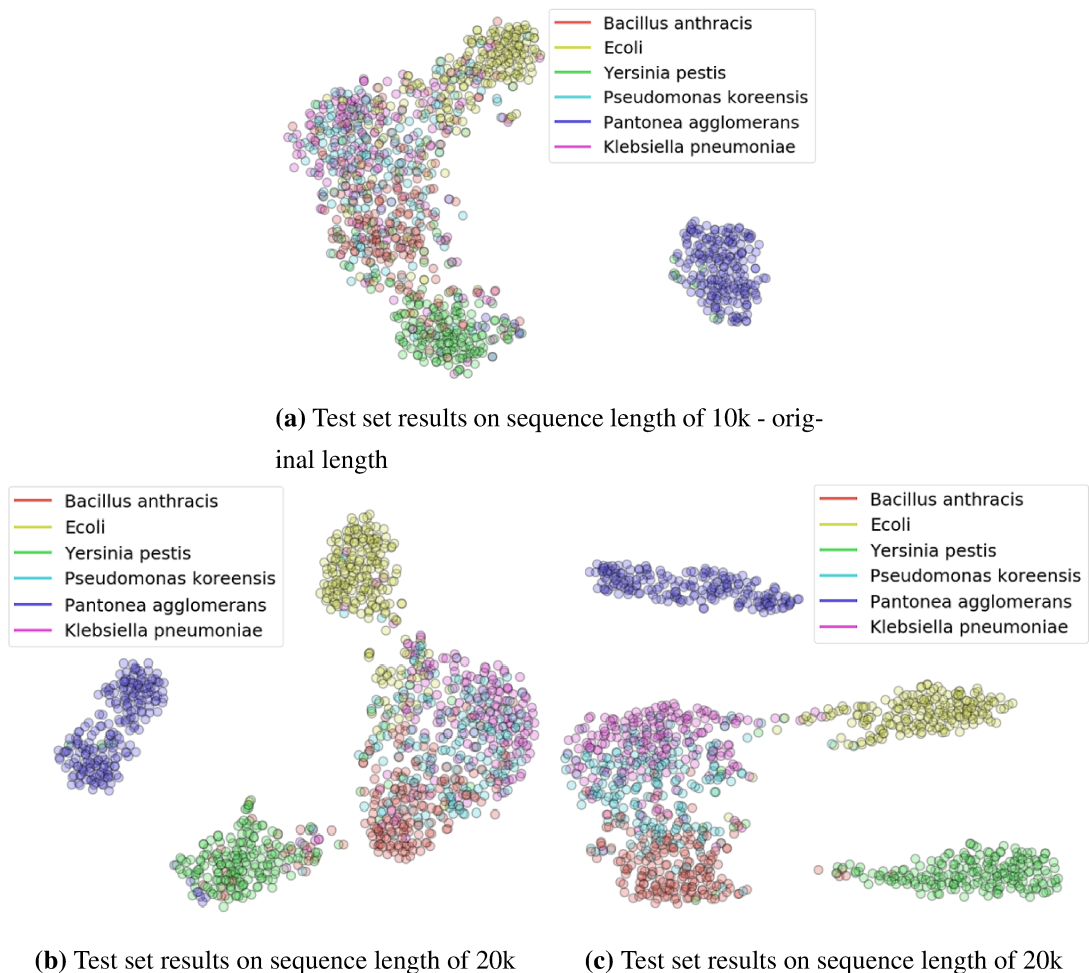 Bacillus anthracis
Ecoli
Yersinia pestis
Pseudomonas koreensis
Pantonea agglomerans
Klebsiella pneumoniae
(a) Test set results on sequence length of 10k - orig-
inal length
Bacillus anthracis
Ecoli
Yersinia pestis
Pseudomonas koreensis
Pantonea agglomerans
Klebsiella pneumoniae
Bacillus anthracis
Ecoli
Yersinia pestis
Pseudomonas koreensis
Pantonea agglomerans
Klebsiella pneumoniae
(b) Test set results on sequence length of 20k
(c) Test set results on sequence length of 20k